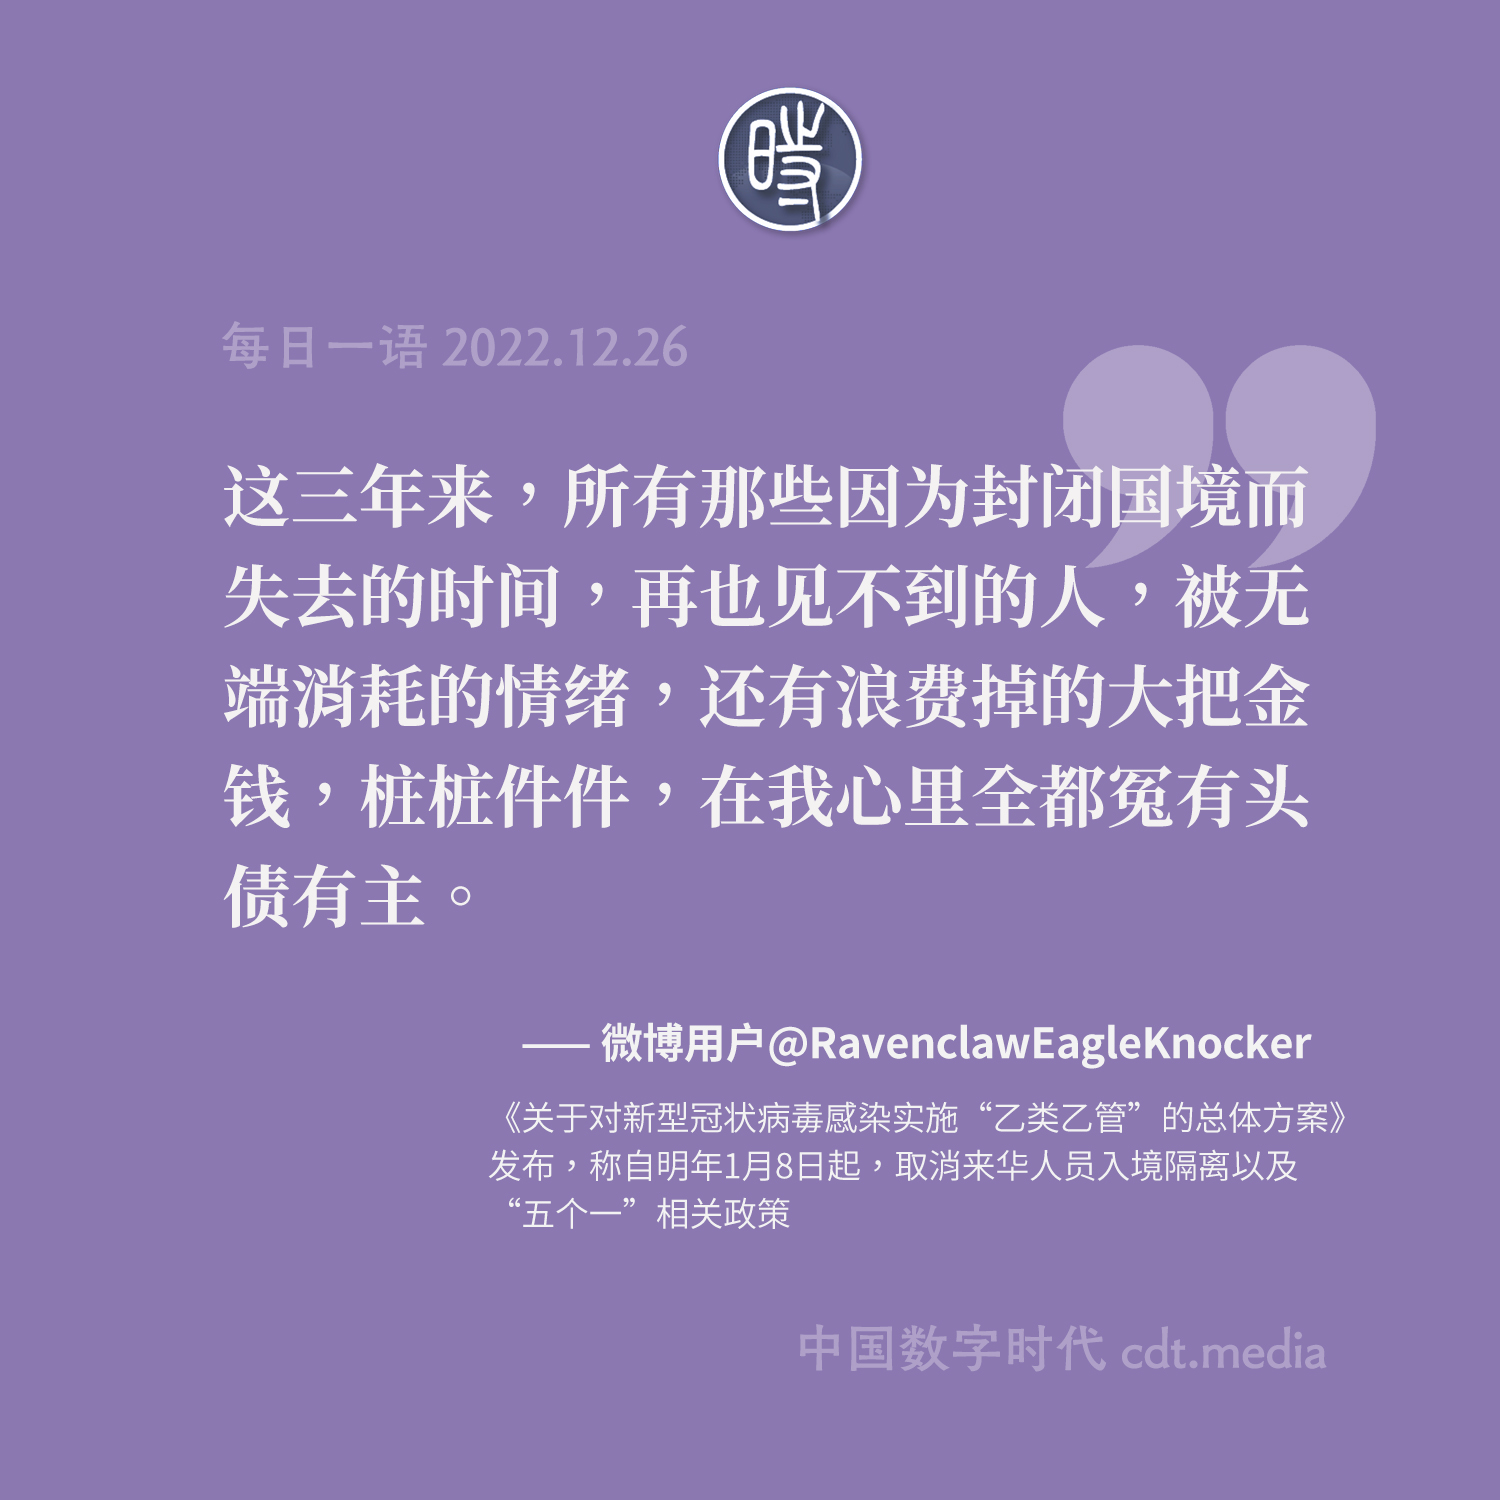 時
每日一语 2022.12.26
这三年来，所有那些因为封闭国境而
失去的时间，再也见不到的人，被无
端消耗的情绪，还有浪费掉的大把金
钱，桩桩件件，在我心里全都冤有头
债有主。
—— 微博用户@RavenclawEagleKnocker
《关于对新型冠状病毒感染实施“乙类乙管”的总体方案》
发布，称自明年1月8日起，取消来华人员入境隔离以及
“五个一”相关政策
中国数字时代 cdt.media